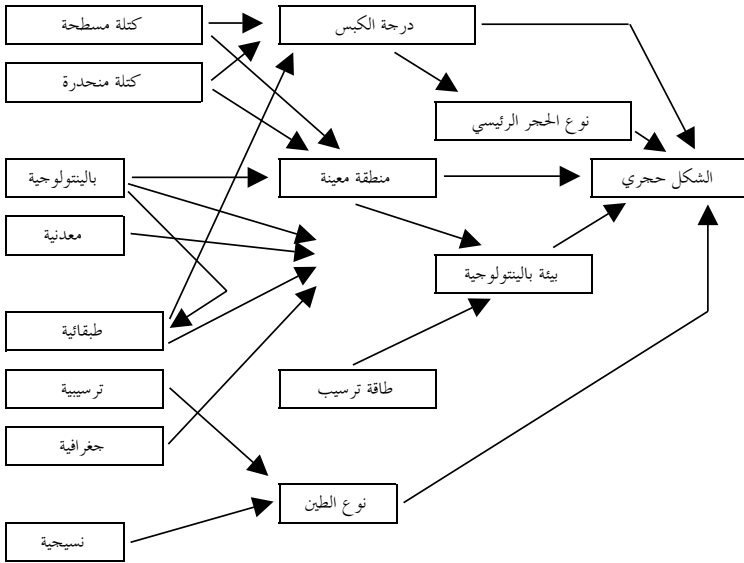 كتلة مسطحة
درجة الكبس
كتلة منحدرة
نوع الحجر الرئيسي
بالينتولوجية
منطقة معينة
الشكل حجري
معدنية
بيئة بالينتولوجية
طبقائية
ترسيبية
طاقة ترسيب
جغرافية
نوع الطين
نسيجية